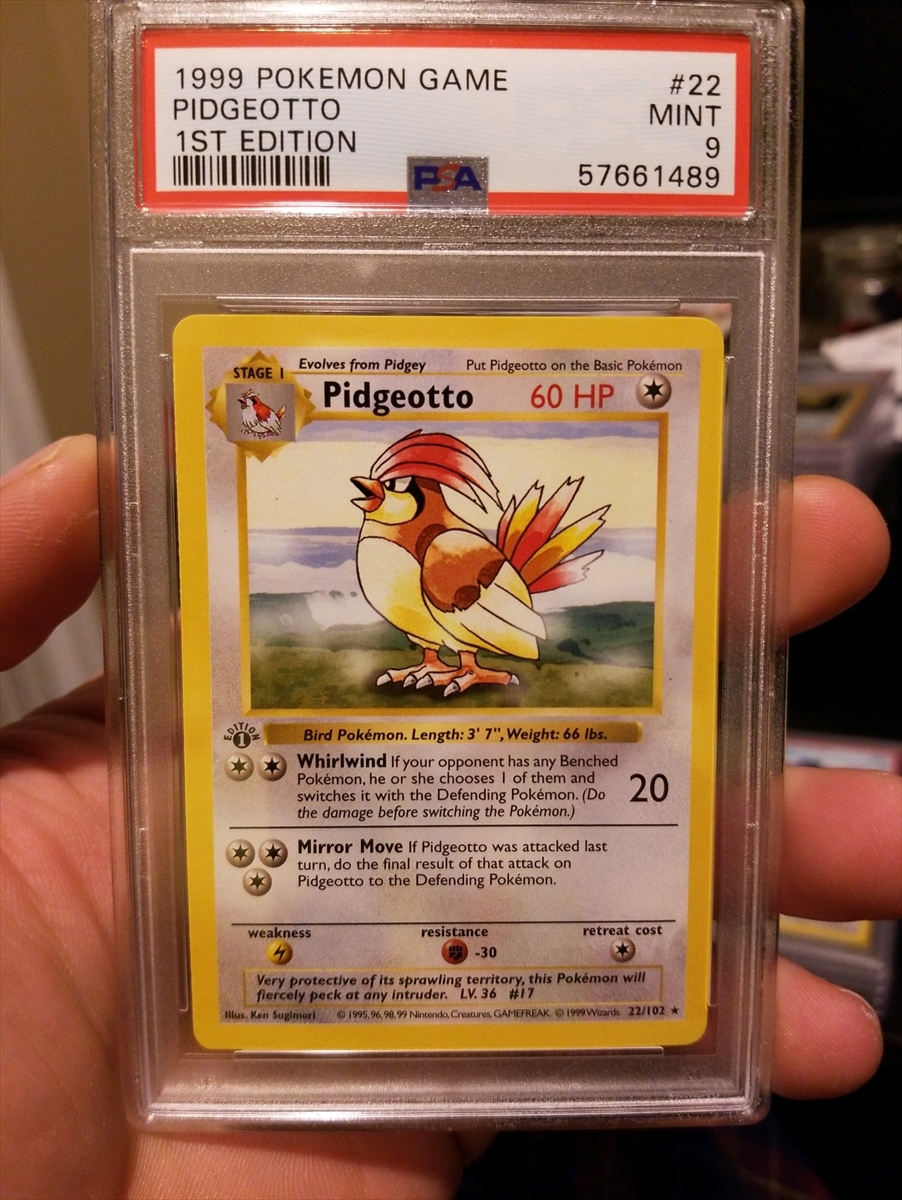 1999 POKEMON GAME #22
PIDGEOTTO MINT
1ST EDITION 9
PSA 57661489
STAGE 1 Evolves from Pidgey Put Pidgeotto on the Basic Pokémon
Pidgeotto 60 HP
EDITION 1
Bird Pokémon. Length: 3' 7", Weight: 66 lbs.
Whirlwind If your opponent has any Benched
Pokémon, he or she chooses 1 of them and
switches it with the Defending Pokémon. (Do
the damage before switching the Pokémon.)
20
Mirror Move If Pidgeotto was attacked last
turn, do the final result of that attack on
Pidgeotto to the Defending Pokémon.
weakness resistance retreat cost
-30
Very protective of its sprawling territory, this Pokémon will
fiercely peck at any intruder. LV. 36 #17
Illus. Ken Sugimori © 1995, 96, 98, 99 Nintendo, Creatures, GAMEFREAK. © 1999 Wizards. 22/102 ★